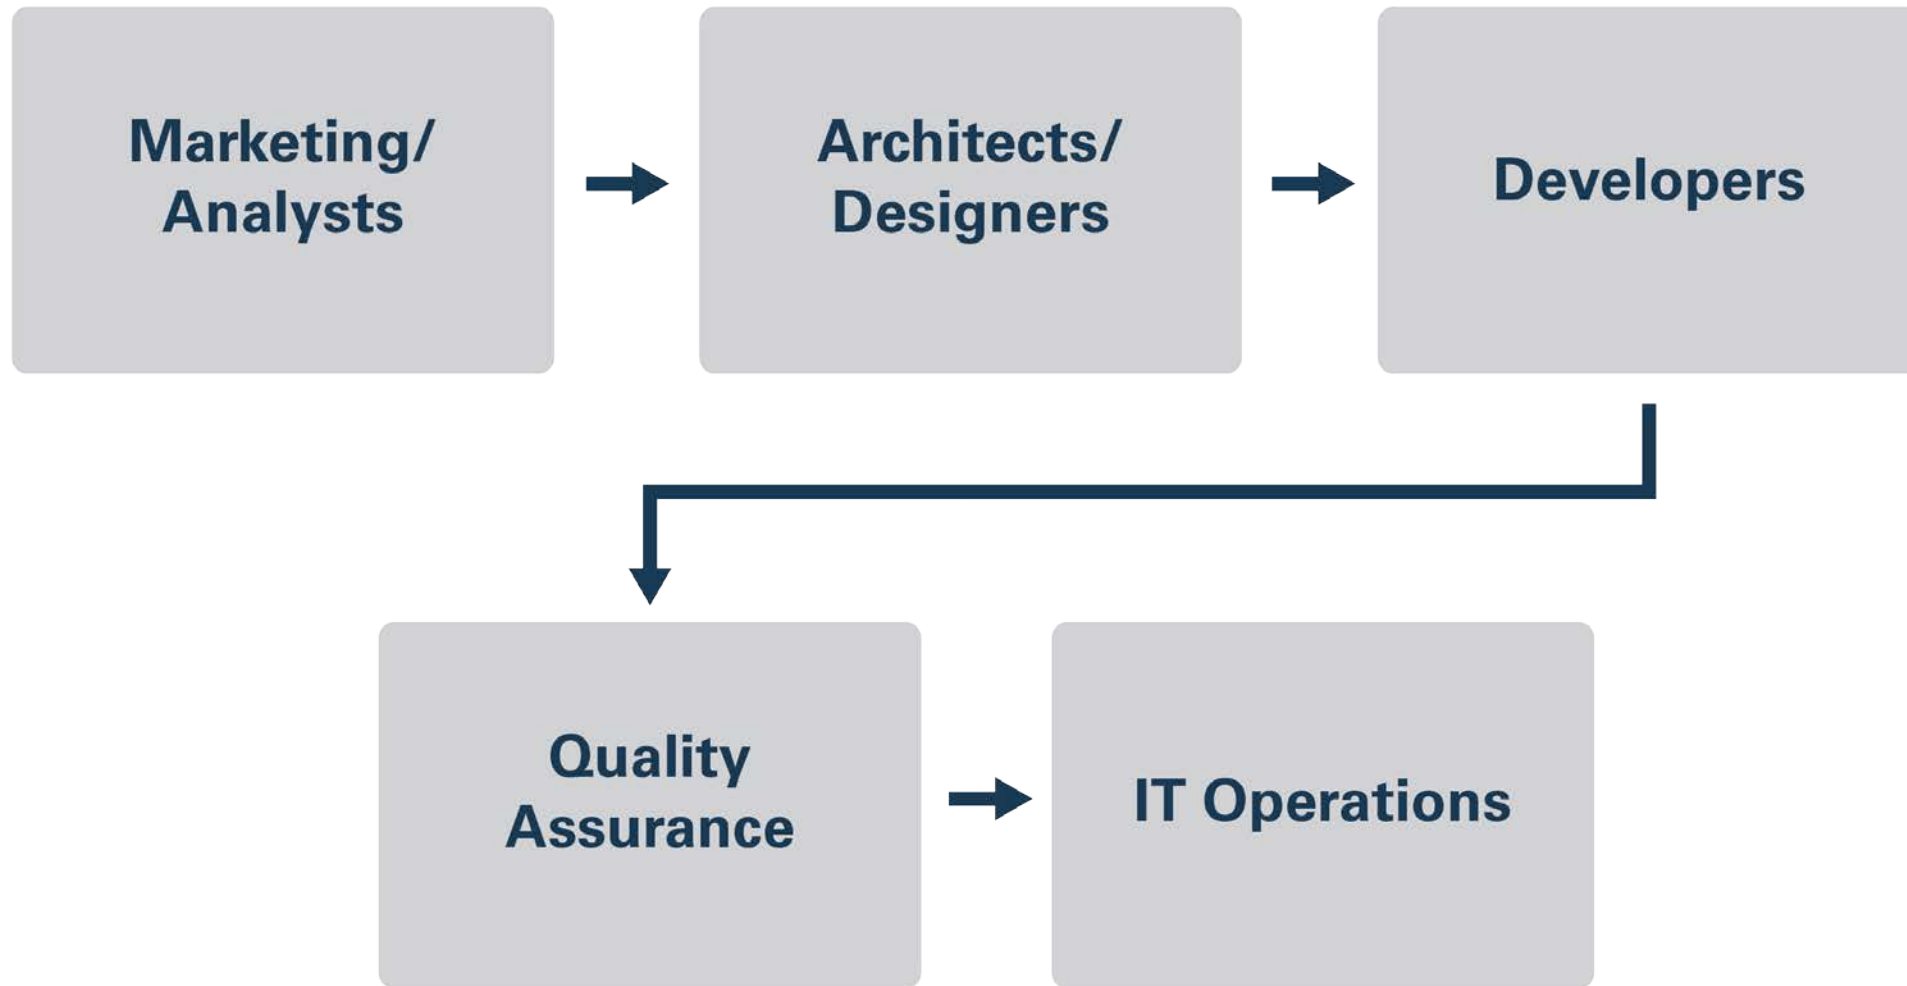 Marketing/
Analysts
Architects/
Designers
Developers
Quality
Assurance
IT Operations